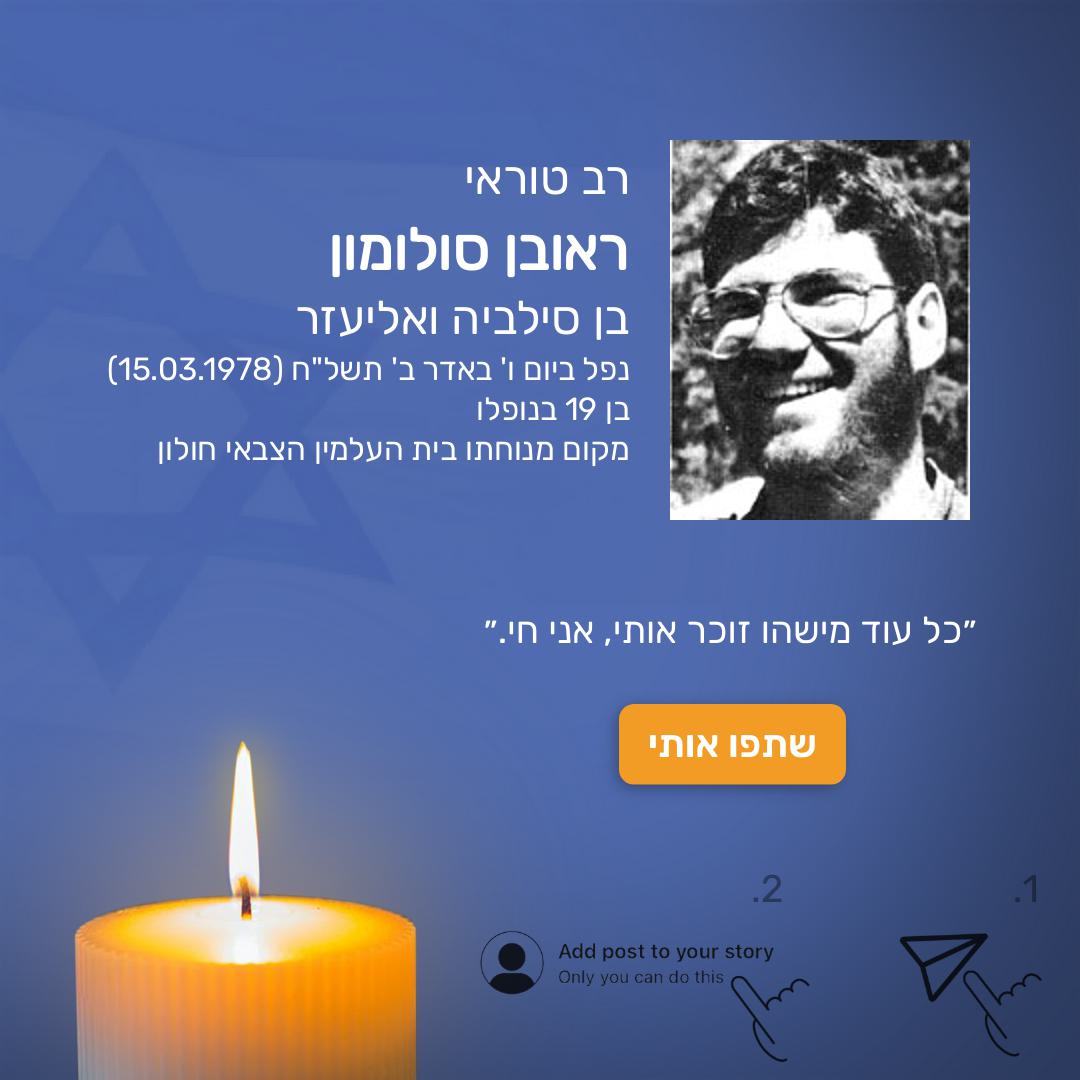 רב טוראי
ראובן סולומון
בן סילביה ואליעזר
נפל ביום ו' באדר ב' תשל"ח (15.03.1978)
בן 19 בנופלו
מקום מנוחתו בית העלמין הצבאי חולון
״כל עוד מישהו זוכר אותי, אני חי.״
שתפו אותי
.1
.2
Add post to your story
Only you can do this